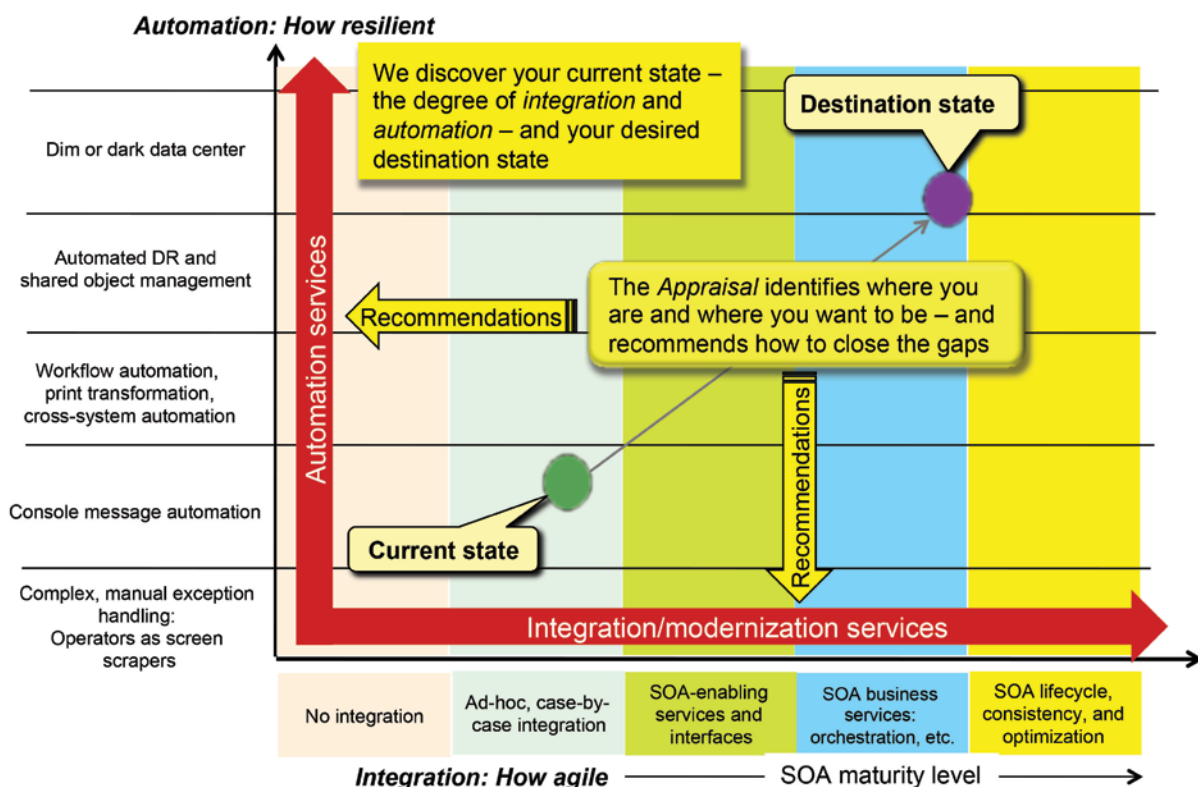 Automation: How resilient
We discover your current state –
the degree of integration and
automation – and your desired
destination state
Destination state
Dim or dark data center
Automated DR and
shared object management
Workflow automation,
print transformation,
cross-system automation
Console message automation
Complex, manual exception
handling:
Operators as screen
scrapers
Automation services
Recommendations
The Appraisal identifies where you
are and where you want to be – and
recommends how to close the gaps
Recommendations
Current state
Integration/modernization services
No integration
Ad-hoc, case-by-
case integration
SOA-enabling
services and
interfaces
SOA business
services:
orchestration, etc.
SOA lifecycle,
consistency, and
optimization
Integration: How agile
SOA maturity level